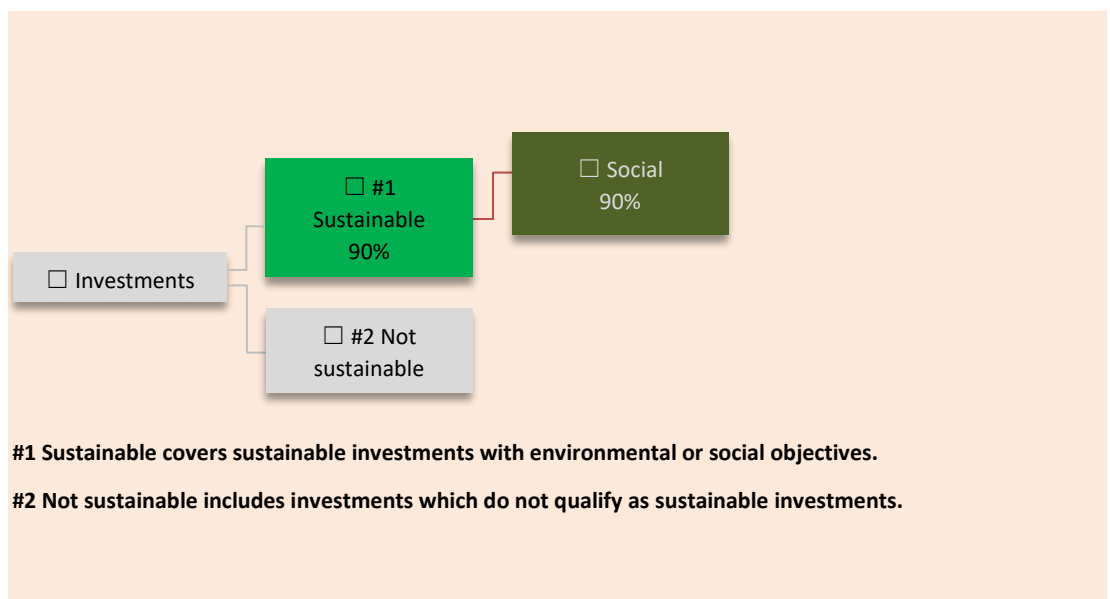 ☐ Social
90%
☐ #1
Sustainable
90%
☐ Investments
☐ #2 Not
sustainable
#1 Sustainable covers sustainable investments with environmental or social objectives.
#2 Not sustainable includes investments which do not qualify as sustainable investments.